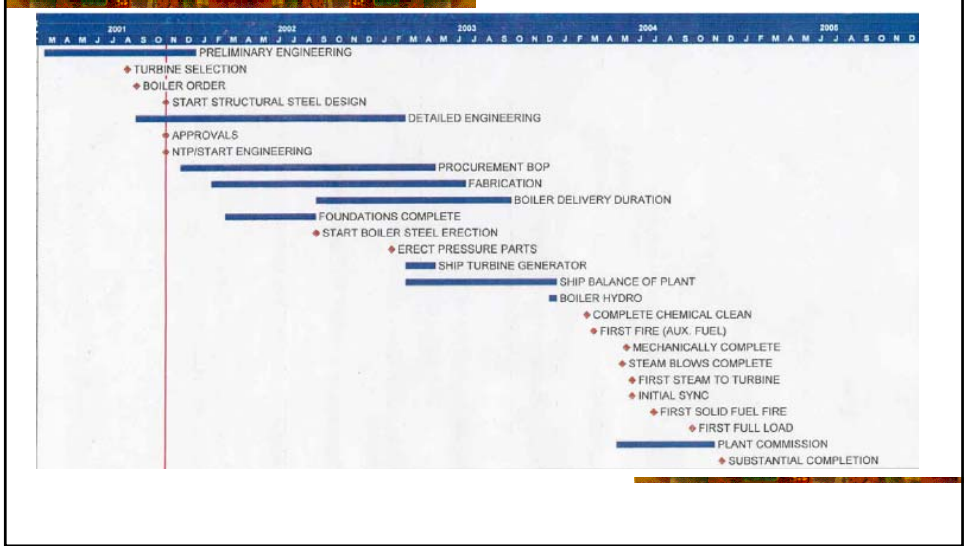 2001 2002 2003 2004 2005
M A M J J A S O N D J F M A M J J A S O N D J F M A M J J A S O N D J F M A M J J A S O N D J F M A M J J A S O N D
PRELIMINARY ENGINEERING
TURBINE SELECTION
BOILER ORDER
START STRUCTURAL STEEL DESIGN
DETAILED ENGINEERING
APPROVALS
NTP/START ENGINEERING
PROCUREMENT BOP
FABRICATION
BOILER DELIVERY DURATION
FOUNDATIONS COMPLETE
START BOILER STEEL ERECTION
ERECT PRESSURE PARTS
SHIP TURBINE GENERATOR
SHIP BALANCE OF PLANT
BOILER HYDRO
COMPLETE CHEMICAL CLEAN
FIRST FIRE (AUX. FUEL)
MECHANICALLY COMPLETE
STEAM BLOWS COMPLETE
FIRST STEAM TO TURBINE
INITIAL SYNC
FIRST SOLID FUEL FIRE
FIRST FULL LOAD
PLANT COMMISSION
SUBSTANTIAL COMPLETION